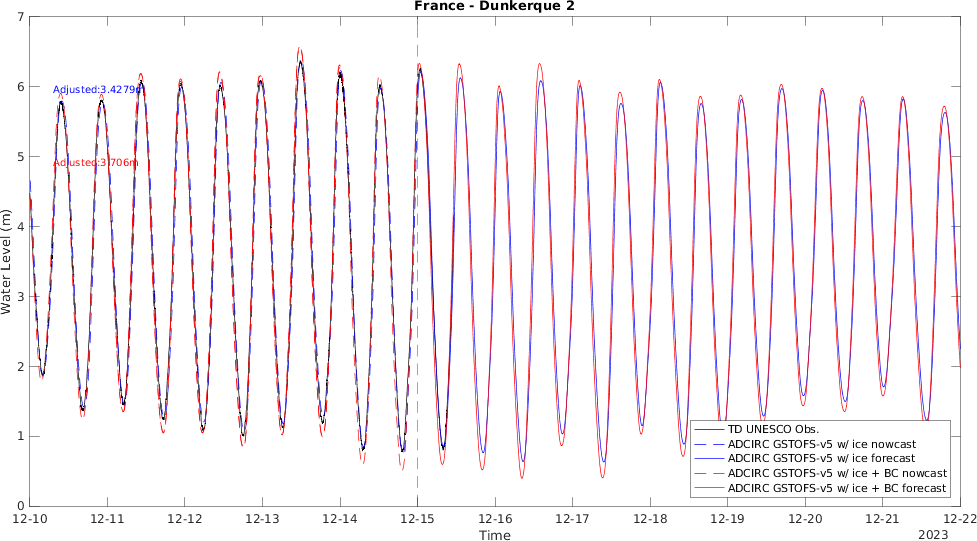 France - Dunkerque 2
Water Level (m)
7
6
5
4
3
2
1
0
Adjusted:3.4279m
Adjusted:3.706m
TD UNESCO Obs.
ADCIRC GSTOFS-v5 w/ ice nowcast
ADCIRC GSTOFS-v5 w/ ice forecast
ADCIRC GSTOFS-v5 w/ ice + BC nowcast
ADCIRC GSTOFS-v5 w/ ice + BC forecast
12-10 12-11 12-12 12-13 12-14 12-15 12-16 12-17 12-18 12-19 12-20 12-21 12-22
Time
2023